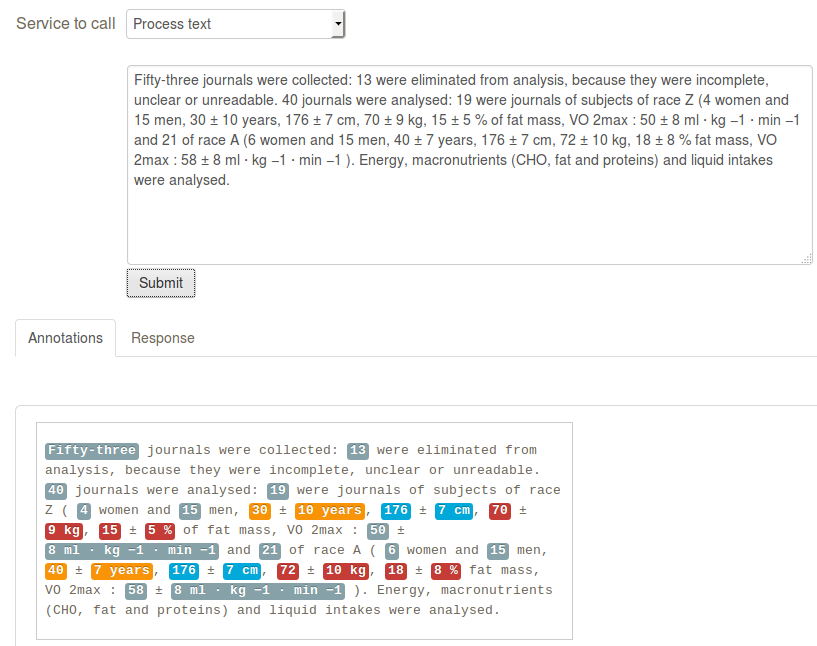 Service to call Process text
Fifty-three journals were collected: 13 were eliminated from analysis, because they were incomplete,
unclear or unreadable. 40 journals were analysed: 19 were journals of subjects of race Z (4 women and
15 men, 30 ± 10 years, 176 ± 7 cm, 70 ± 9 kg, 15 ± 5 % of fat mass, VO 2max : 50 ± 8 ml · kg −1 · min −1
and 21 of race A (6 women and 15 men, 40 ± 7 years, 176 ± 7 cm, 72 ± 10 kg, 18 ± 8 % fat mass, VO
2max : 58 ± 8 ml · kg −1 · min −1 ). Energy, macronutrients (CHO, fat and proteins) and liquid intakes
were analysed.
Submit
Annotations Response
Fifty-three journals were collected: 13 were eliminated from
analysis, because they were incomplete, unclear or unreadable.
40 journals were analysed: 19 were journals of subjects of race
Z ( 4 women and 15 men, 30 ± 10 years, 176 ± 7 cm, 70 ±
9 kg, 15 ± 5 % of fat mass, VO 2max : 50 ±
8 ml · kg −1 · min −1 and 21 of race A ( 6 women and 15 men,
40 ± 7 years, 176 ± 7 cm, 72 ± 10 kg, 18 ± 8 % fat mass,
VO 2max : 58 ± 8 ml · kg −1 · min −1 ). Energy, macronutrients
(CHO, fat and proteins) and liquid intakes were analysed.